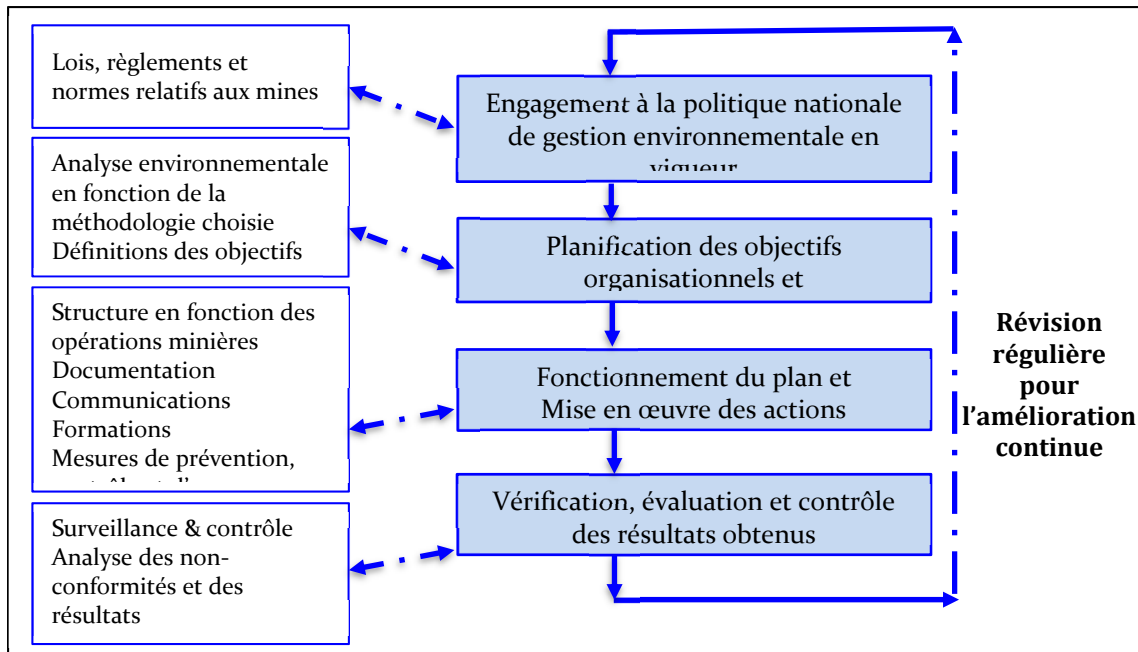 Lois, règlements et
normes relatifs aux mines
Analyse environnementale
en fonction de la
méthodologie choisie
Définitions des objectifs
Structure en fonction des
opérations minières
Documentation
Communications
Formations
Mesures de prévention,
Surveillance & contrôle
Analyse des non-
conformités et des
résultats
Engagement à la politique nationale
de gestion environnementale en
vigueur
Planification des objectifs
organisationnels et
Fonctionnement du plan et
Mise en œuvre des actions
Vérification, évaluation et contrôle
des résultats obtenus
Révision
régulière
pour
l'amélioration
continue